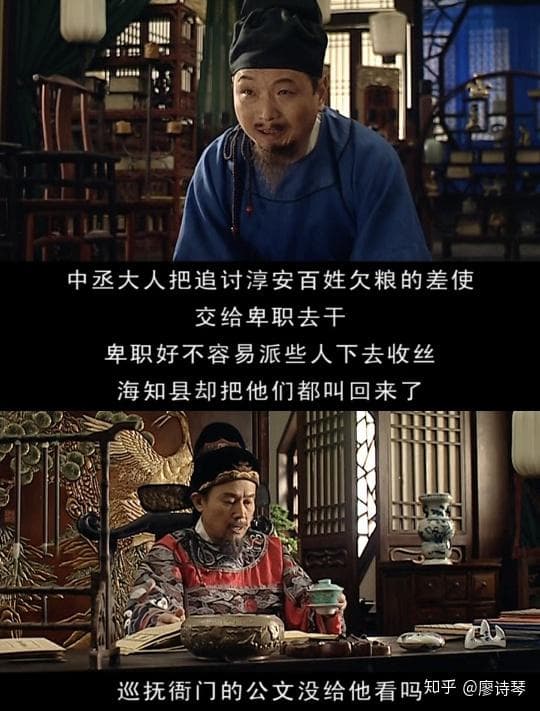 中丞大人把追讨淳安百姓欠粮的差使
交给卑职去干
卑职好不容易派些人下去收丝
海知县却把他们都叫回来了
巡抚衙门的公文没给他看吗
知乎 @廖诗琴